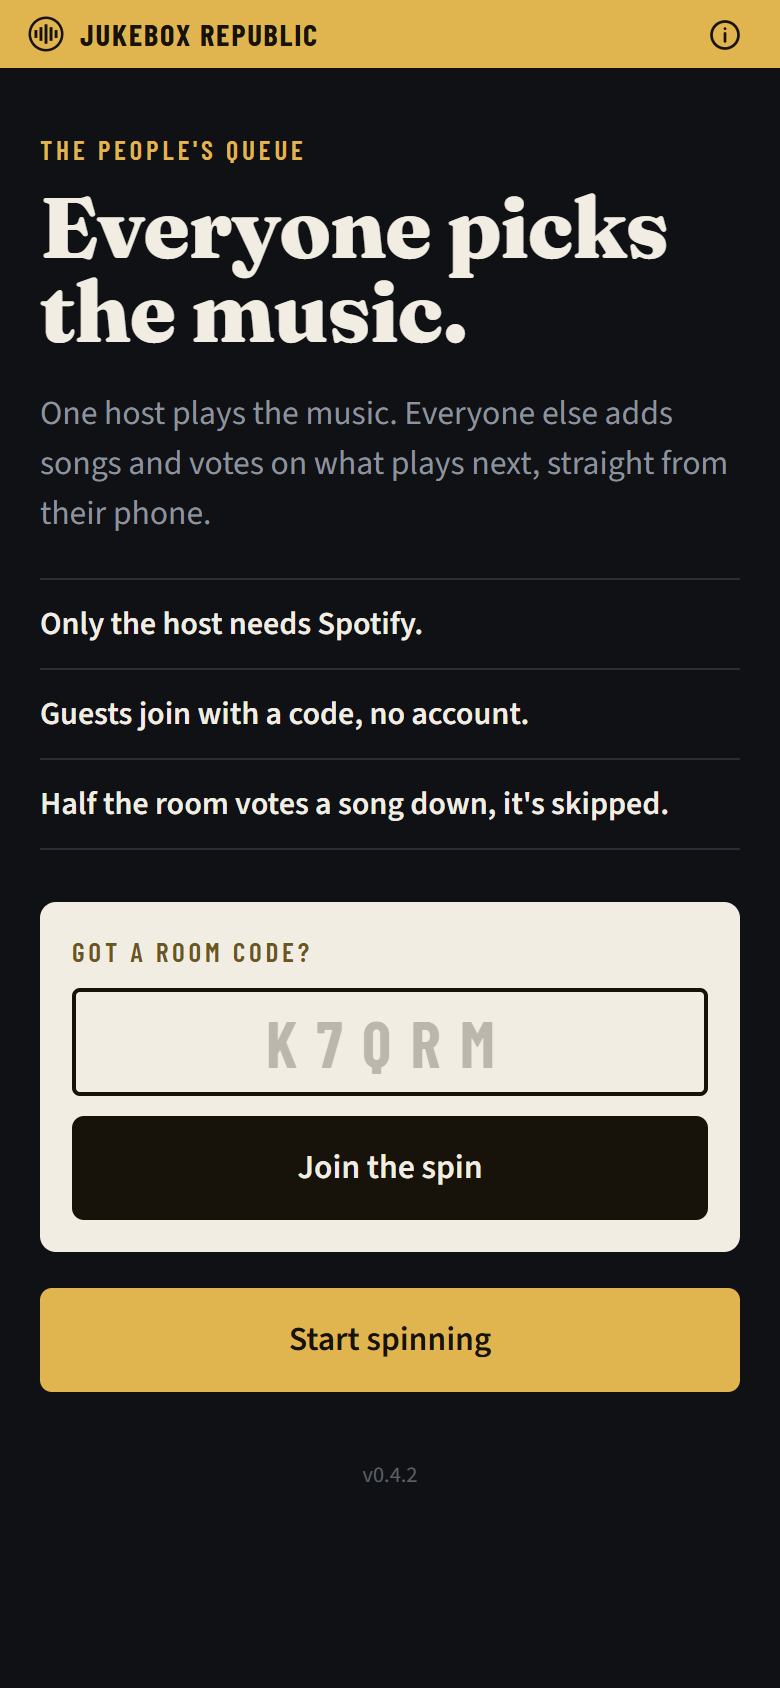 JUKEBOX REPUBLIC
THE PEOPLE'S QUEUE
Everyone picks
the music.
One host plays the music. Everyone else adds
songs and votes on what plays next, straight from
their phone.
Only the host needs Spotify.
Guests join with a code, no account.
Half the room votes a song down, it's skipped.
GOT A ROOM CODE?
K7QRM
Join the spin
Start spinning
v0.4.2